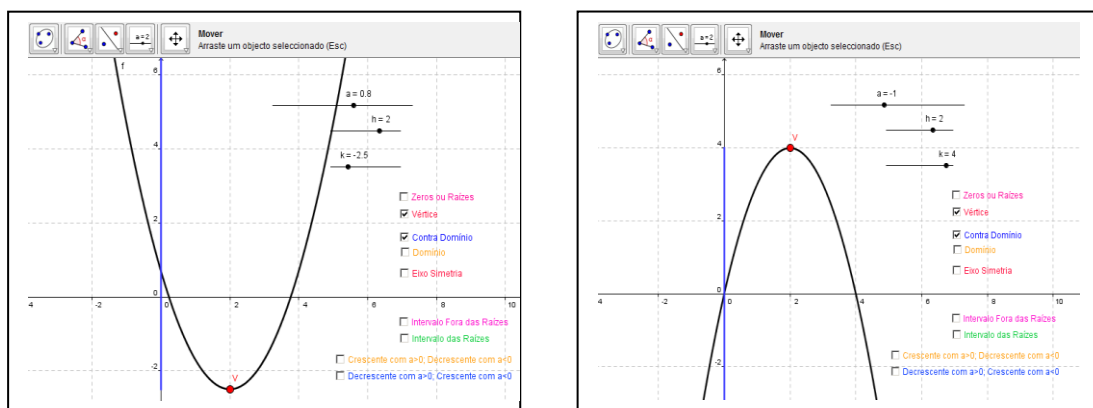 a = 2
Mover
Arraste um objecto seleccionado (Esc)
f
6
4
2
0
-2
4
-2
0
2
4
6
8
10
a = 0.8
h = 2
k = -2.5
V
Zeros ou Raízes
Vértice
Contra Domínio
Domínio
Eixo Simetria
Intervalo Fora das Raízes
Intervalo das Raízes
Crescente com a>0; Decrescente com a<0
Decrescente com a>0; Crescente com a<0
a = 2
Mover
Arraste um objecto seleccionado (Esc)
6
4
2
0
-2
4
-2
0
2
4
6
8
10
a = -1
h = 2
k = 4
V
Zeros ou Raízes
Vértice
Contra Domínio
Domínio
Eixo Simetria
Intervalo Fora das Raízes
Intervalo das Raízes
Crescente com a>0; Decrescente com a<0
Decrescente com a>0; Crescente com a<0